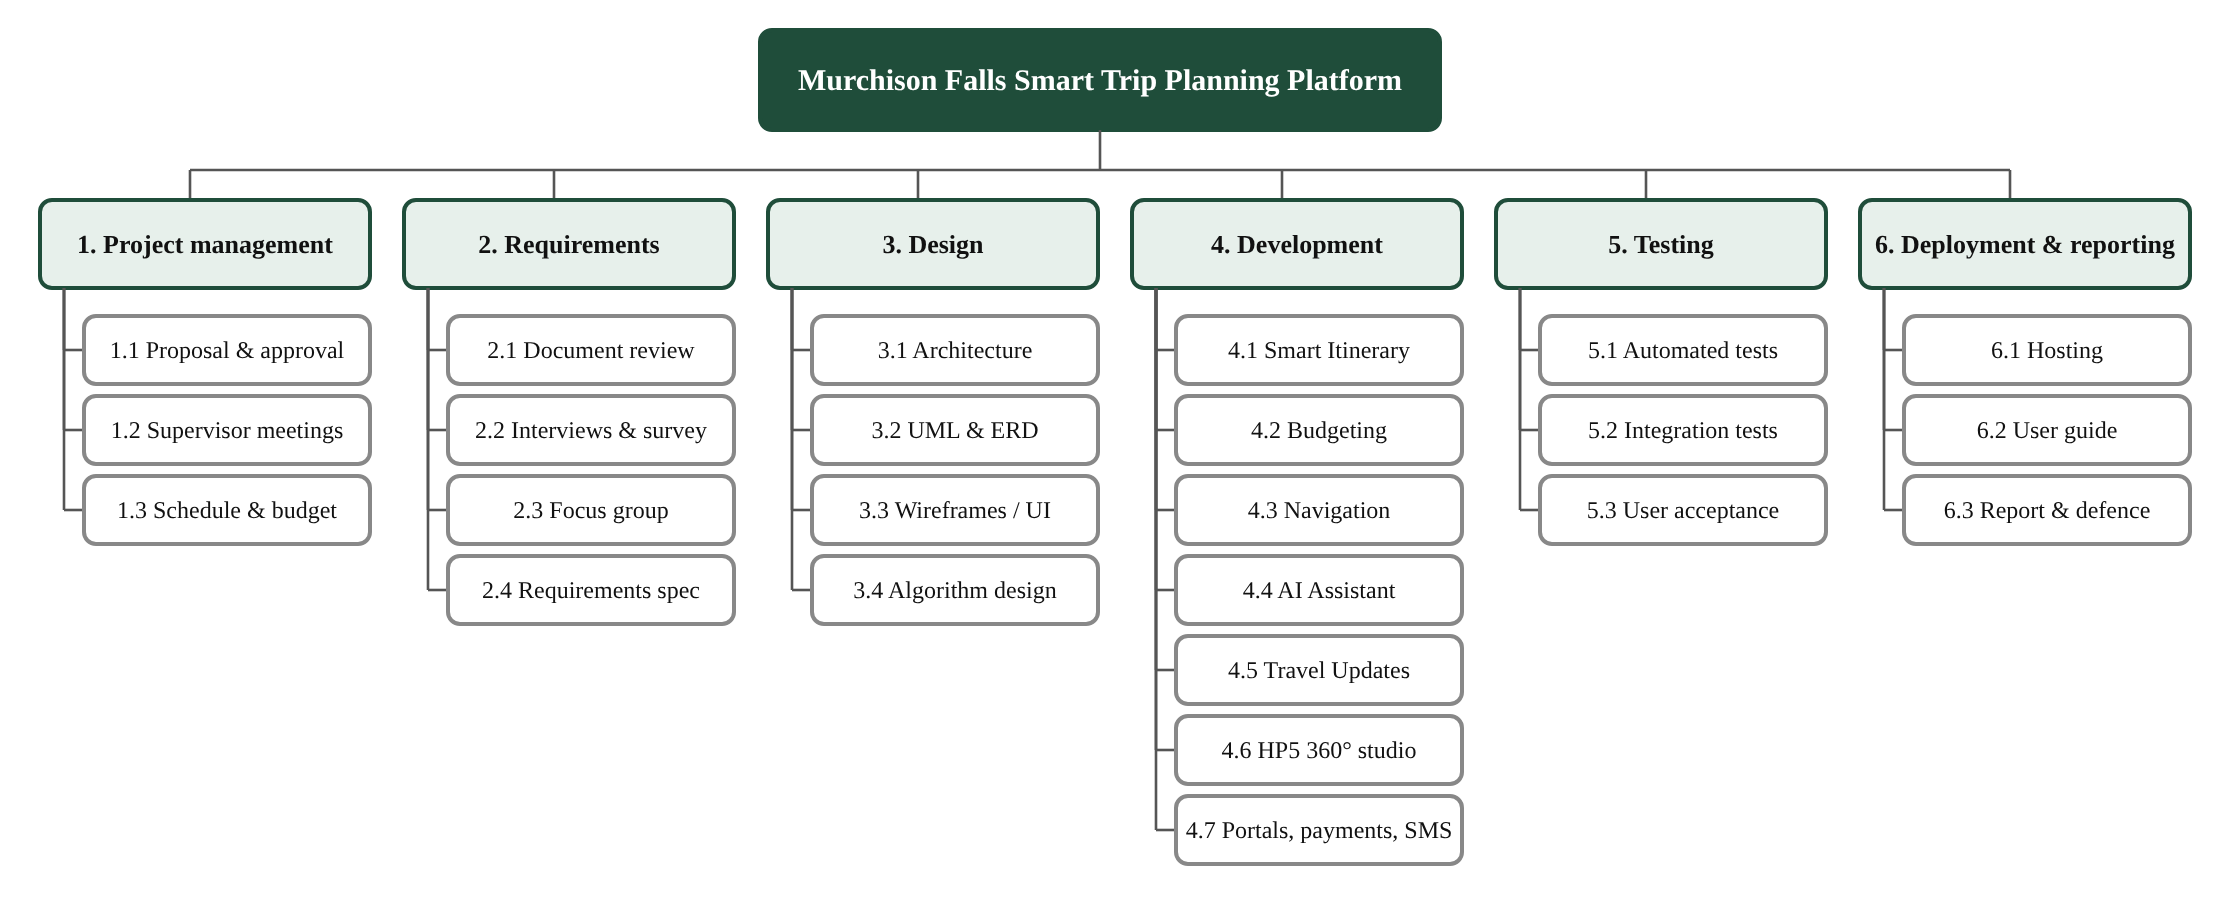 Murchison Falls Smart Trip Planning Platform
1. Project management
1.1 Proposal & approval
1.2 Supervisor meetings
1.3 Schedule & budget
2. Requirements
2.1 Document review
2.2 Interviews & survey
2.3 Focus group
2.4 Requirements spec
3. Design
3.1 Architecture
3.2 UML & ERD
3.3 Wireframes / UI
3.4 Algorithm design
4. Development
4.1 Smart Itinerary
4.2 Budgeting
4.3 Navigation
4.4 AI Assistant
4.5 Travel Updates
4.6 HP5 360° studio
4.7 Portals, payments, SMS
5. Testing
5.1 Automated tests
5.2 Integration tests
5.3 User acceptance
6. Deployment & reporting
6.1 Hosting
6.2 User guide
6.3 Report & defence